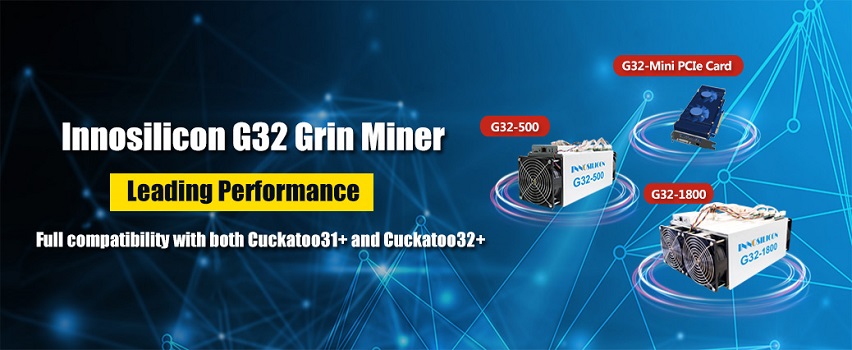 Innosilicon G32 Grin Miner
Leading Performance
Full compatibility with both Cuckatoo31+ and Cuckatoo32+
G32-Mini PCIe Card
G32-500
INNOSILICON
G32-500
G32-1800
INNOSILICON
G32-1800